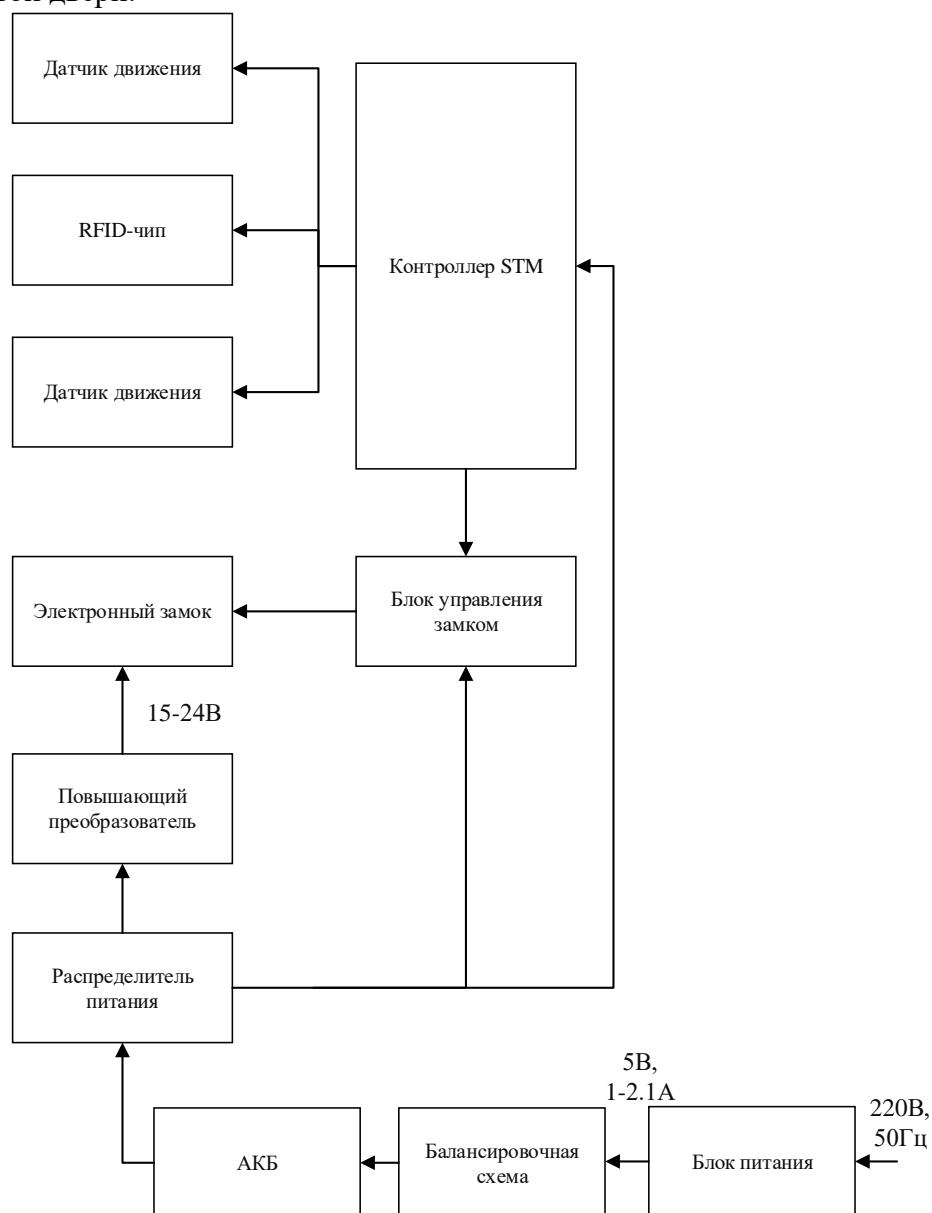 Датчик движения
RFID-чип
Контроллер STM
Датчик движения
Электронный замок
Блок управления
замком
15-24В
Повышающий
преобразователь
Распределитель
питания
5В,
1-2.1А
220В,
50Гц
АКБ
Балансировочная
схема
Блок питания